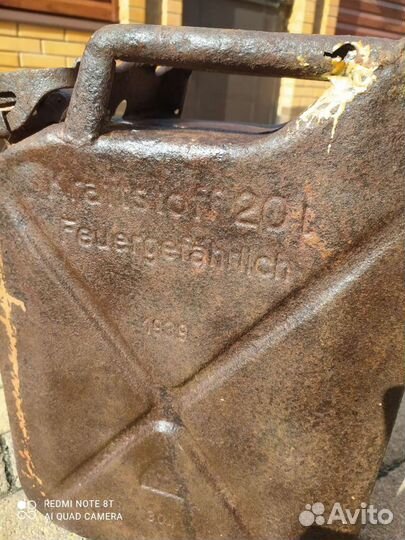 Kraftstoff 20 L
Feuergefährlich
1939
REDMI NOTE 8T
AI QUAD CAMERA
Avito